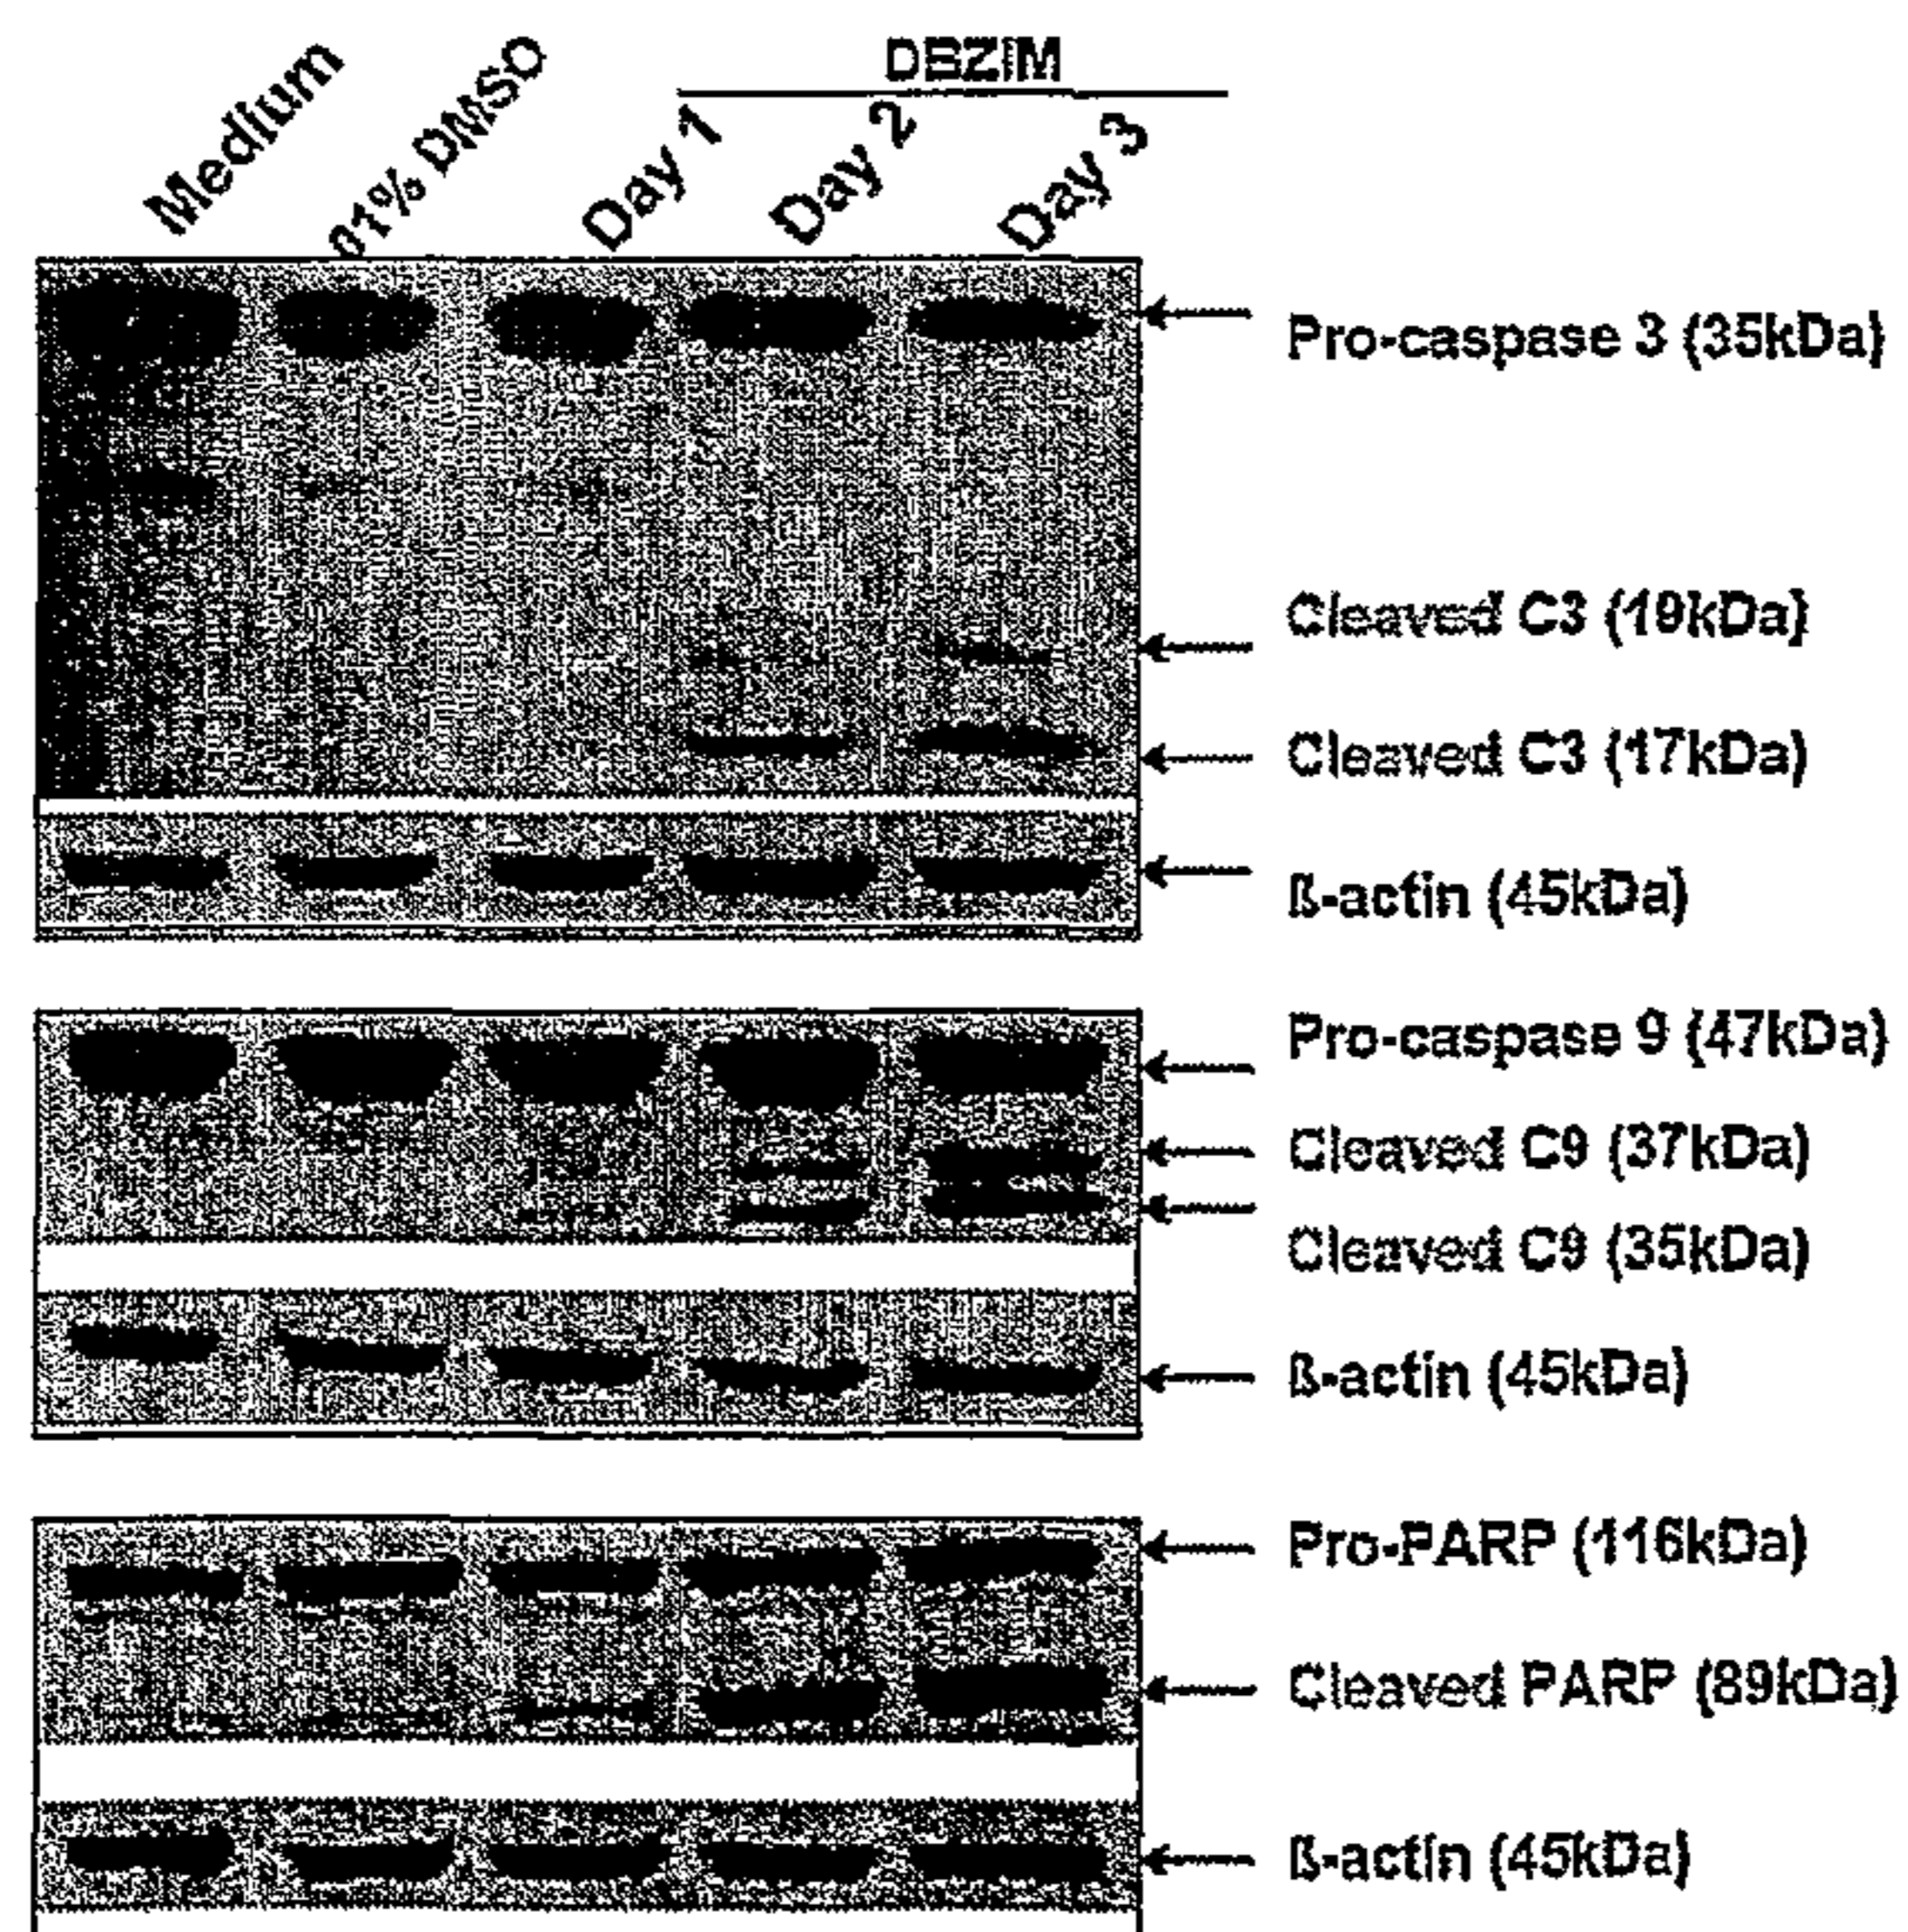 DBZIM
Medium
01% DMSO
Day 1
Day 2
Day 3
Pro-caspase 3 (35kDa)
Cleaved C3 (19kDa)
Cleaved C3 (17kDa)
ß-actin (45kDa)
Pro-caspase 9 (47kDa)
Cleaved C9 (37kDa)
Cleaved C9 (35kDa)
ß-actin (45kDa)
Pro-PARP (116kDa)
Cleaved PARP (89kDa)
ß-actin (45kDa)